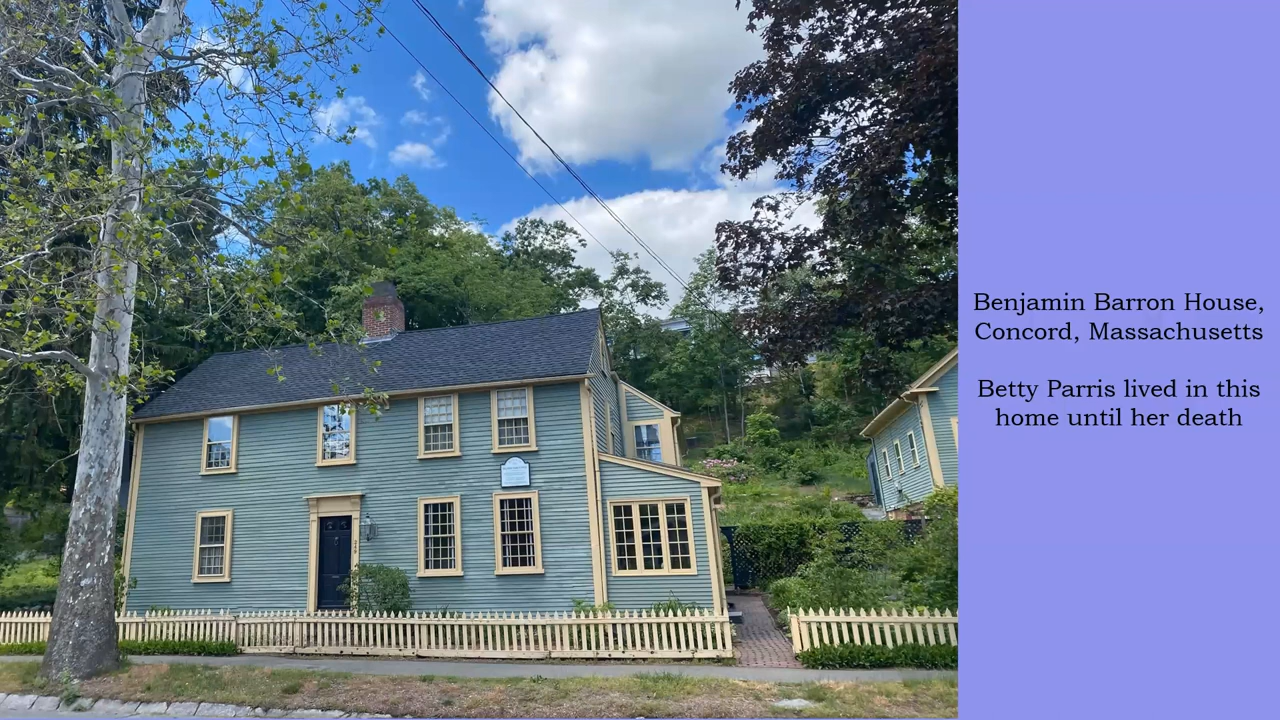 Benjamin Barron House,
Concord, Massachusetts
Betty Parris lived in this
home until her death